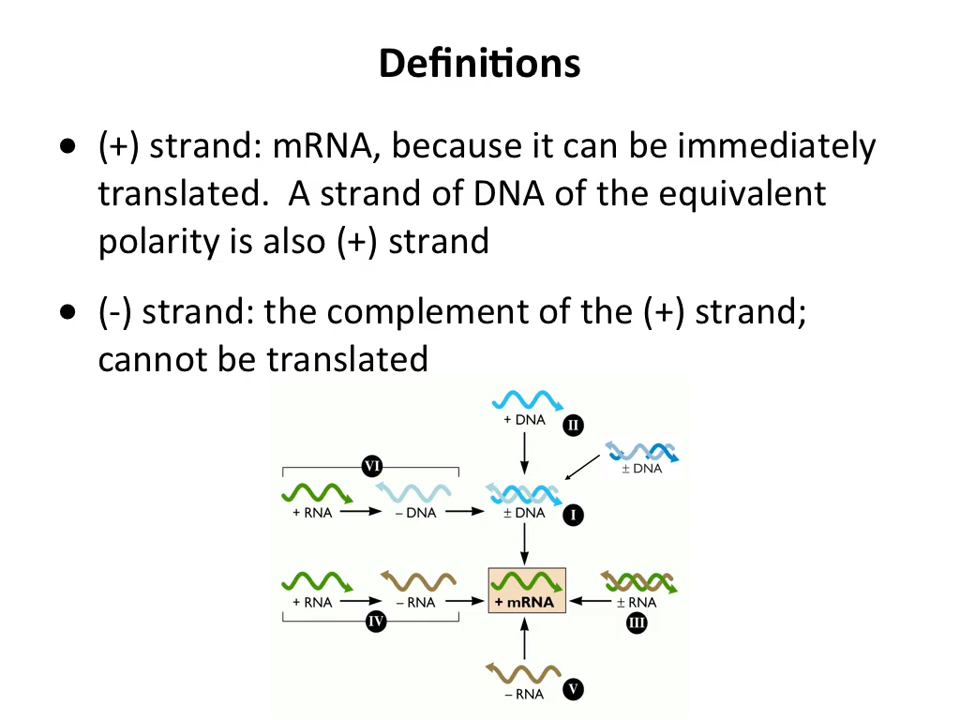 Definitions
• (+) strand: mRNA, because it can be immediately
translated.  A strand of DNA of the equivalent
polarity is also (+) strand
• (-) strand: the complement of the (+) strand;
cannot be translated
+ DNA
II
± DNA
VI
+ RNA
– DNA
± DNA
I
+ RNA
– RNA
+ mRNA
± RNA
IV
III
– RNA
V